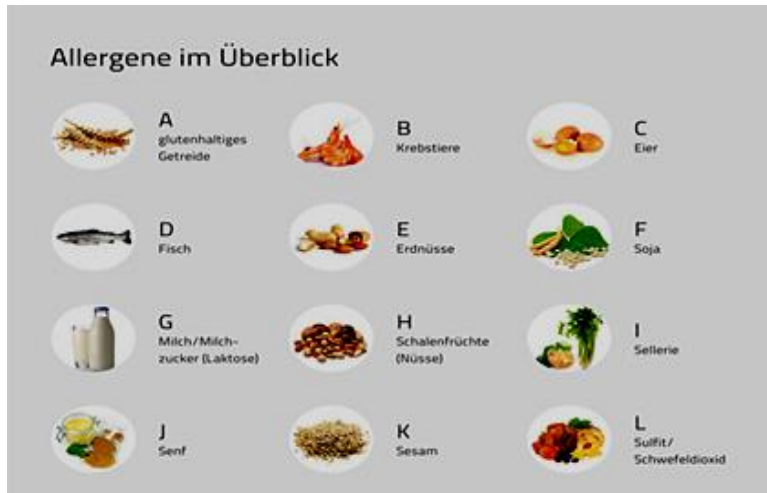 Allergene im Überblick
A
glutenhaltiges
Getreide
B
Krebstiere
C
Eier
D
Fisch
E
Erdnüsse
F
Soja
G
Milch/Milch-
zucker (Laktose)
H
Schalenfrüchte
(Nüsse)
I
Sellerie
J
Senf
K
Sesam
L
Sulfit/
Schwefeldioxid